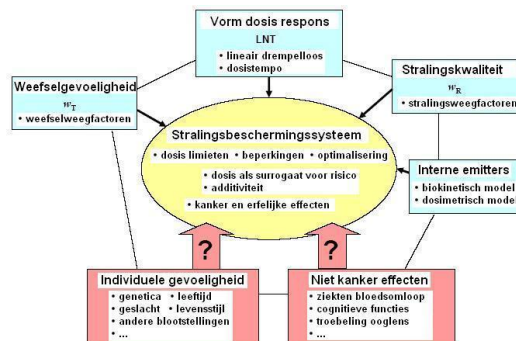 Vorm dosis respons
LNT
• lineair drempelloos
• dosistempo
Weefselgevoeligheid
wT
• weefselweegfactoren
Stralingskwaliteit
wR
• stralingsweegfactoren
Stralingsbeschermingssysteem
• dosis limieten • beperkingen • optimalisering
• dosis als surrogaat voor risico
• additiviteit
• kanker en erfelijke effecten
Interne emitters
• biokinetisch model
• dosimetrisch model
?
?
Individuele gevoeligheid
• genetica • leeftijd
• geslacht • levensstijl
• andere blootstellingen
• ...
Niet kanker effecten
• ziekten bloedsomloop
• cognitieve functies
• troebeling ooglens
• ...